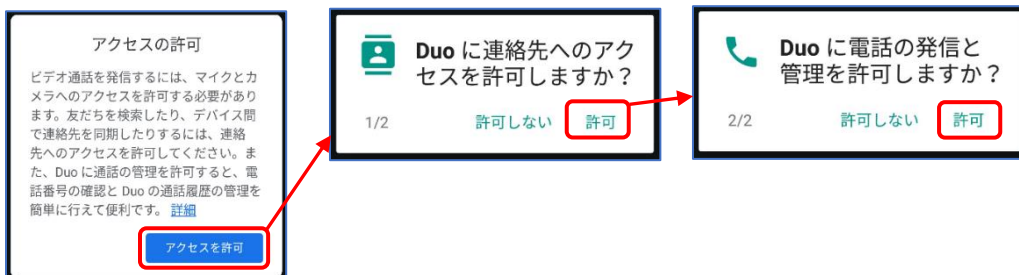 アクセスの許可
ビデオ通話を発信するには、マイクとカ
メラへのアクセスを許可する必要があり
ます。友だちを検索したり、デバイス間
で連絡先を同期したりするには、連絡
先へのアクセスを許可してください。ま
た、Duo に通話の管理を許可すると、電
話番号の確認と Duo の通話履歴の管理を
簡単に行えて便利です。 詳細
アクセスを許可
Duo に連絡先へのアク
セスを許可しますか？
1/2 許可しない 許可
Duo に電話の発信と
管理を許可しますか？
2/2 許可しない 許可